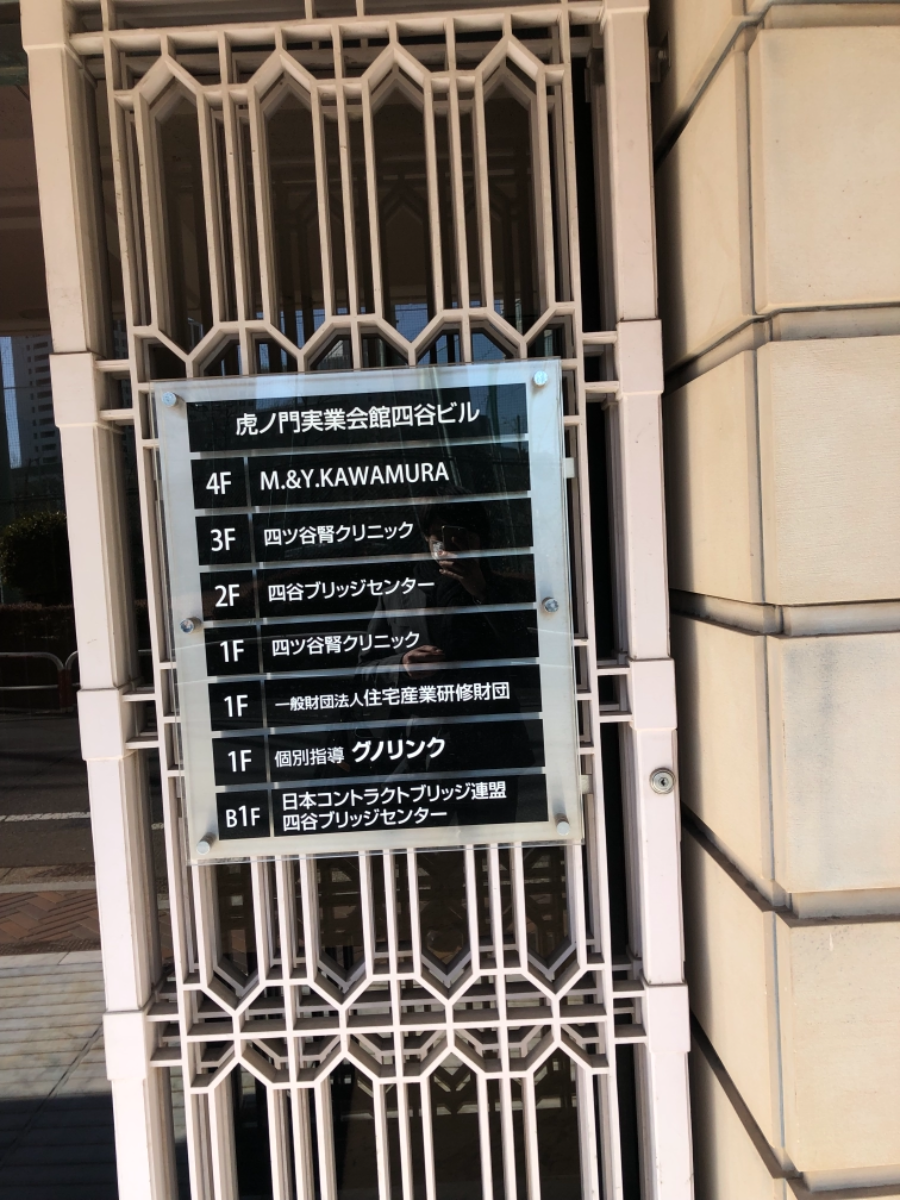 虎ノ門実業会館四谷ビル
4F M.&Y.KAWAMURA
3F 四ツ谷腎クリニック
2F 四谷ブリッジセンター
1F 四ツ谷腎クリニック
1F 一般財団法人住宅産業研修財団
1F 個別指導 グノリンク
B1F 日本コントラクトブリッジ連盟
四谷ブリッジセンター